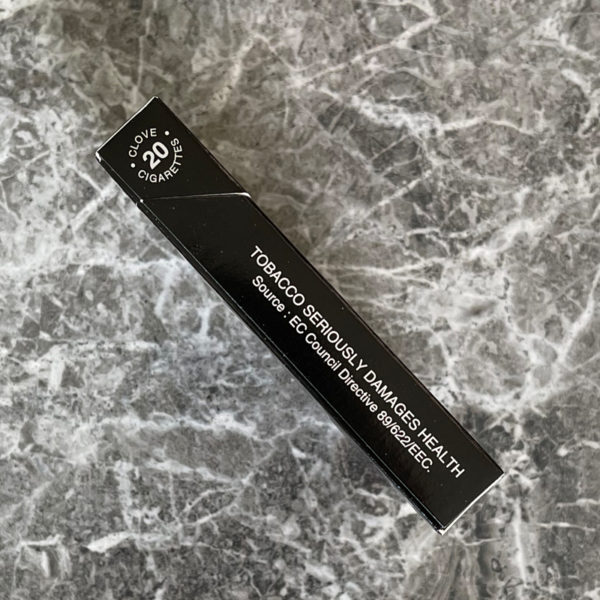 • CLOVE •
20
CIGARETTES
TOBACCO SERIOUSLY DAMAGES HEALTH
Source : EC Council Directive 89/622/EEC.